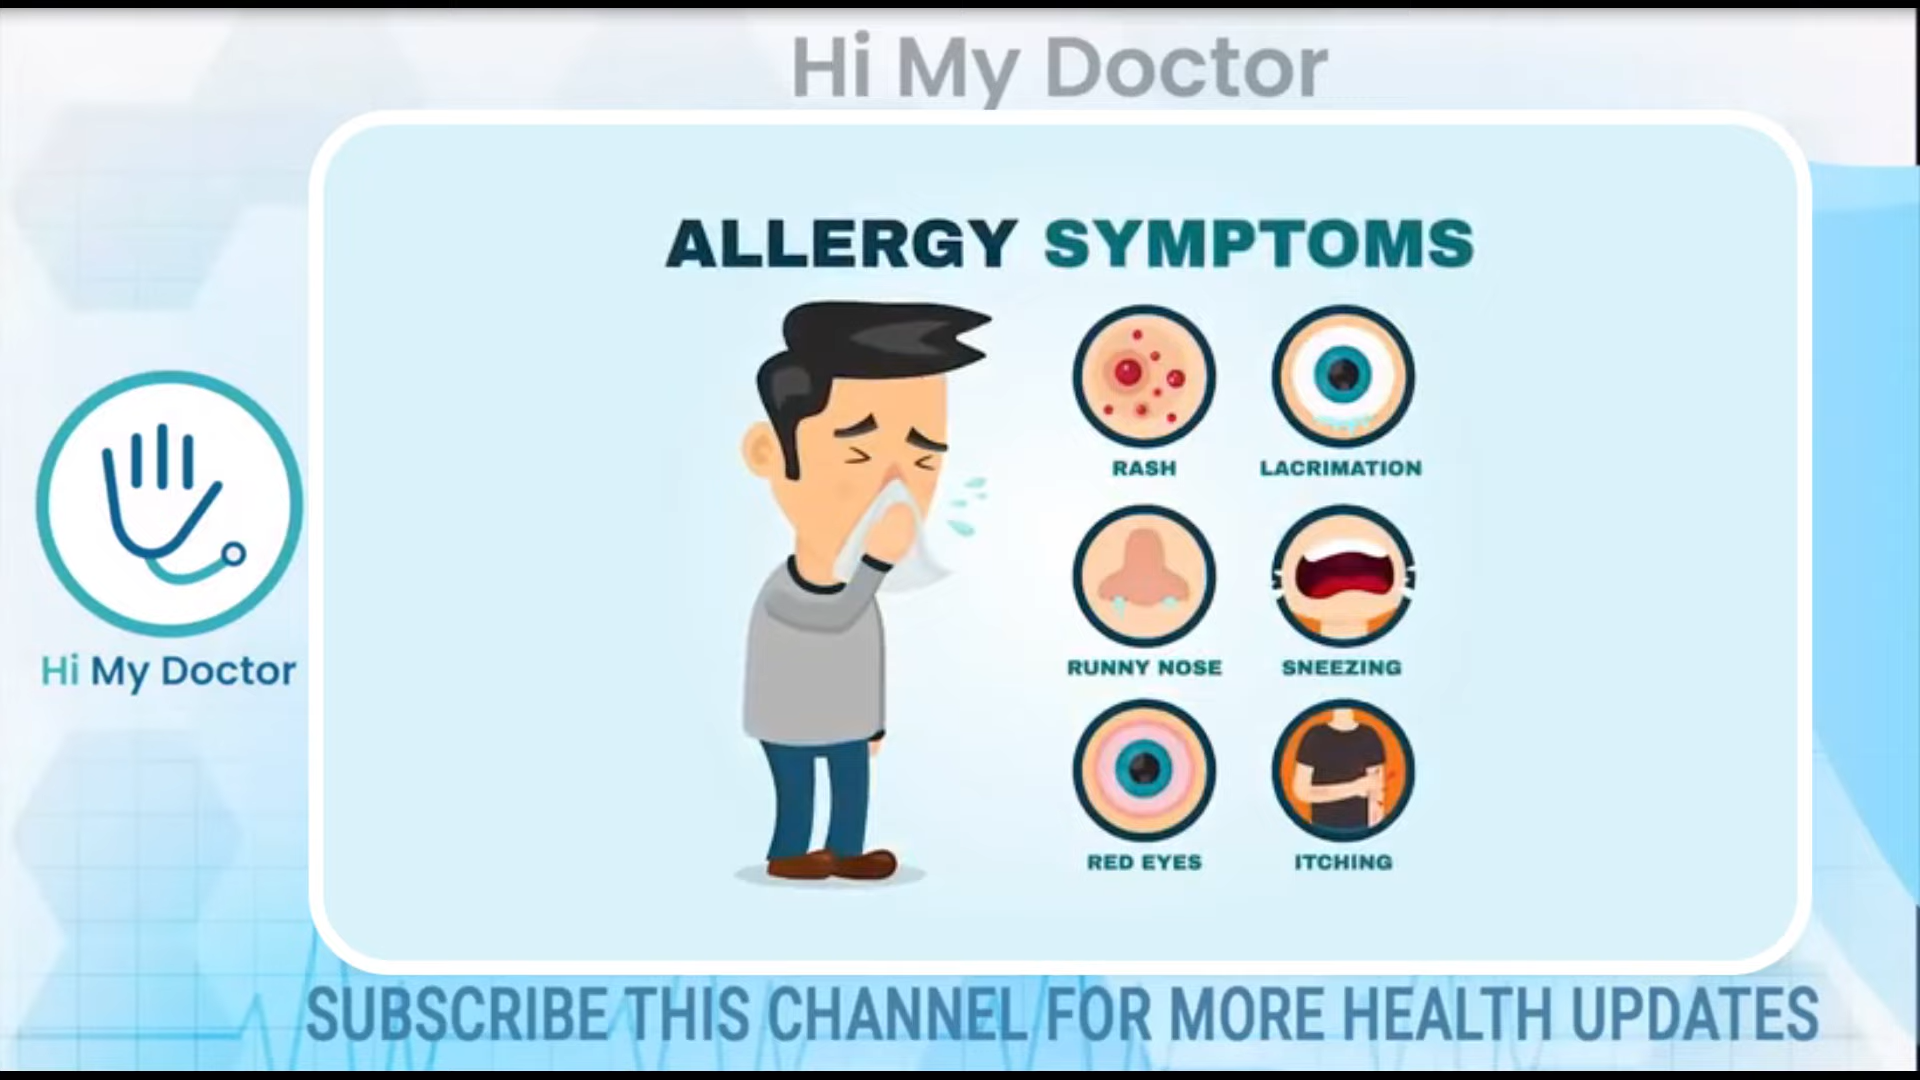 Hi My Doctor
ALLERGY SYMPTOMS
RASH
LACRIMATION
RUNNY NOSE
SNEEZING
RED EYES
ITCHING
Hi My Doctor
SUBSCRIBE THIS CHANNEL FOR MORE HEALTH UPDATES